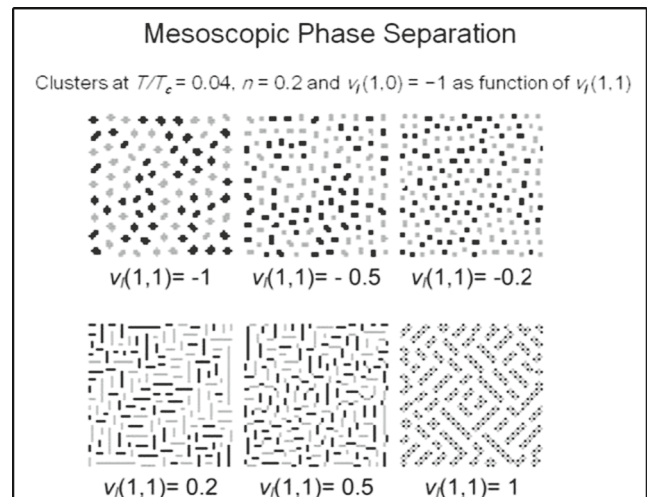 Mesoscopic Phase Separation
Clusters at T/Tc = 0.04, n = 0.2 and vl(1,0) = −1 as function of vl(1,1)
vl(1,1)= -1
vl(1,1)= - 0.5
vl(1,1)= -0.2
vl(1,1)= 0.2
vl(1,1)= 0.5
vl(1,1)= 1